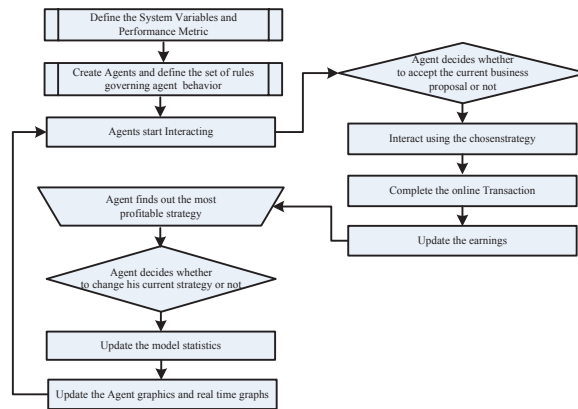 Define the System Variables and
Performance Metric
Create Agents and define the set of rules
governing agent behavior
Agents start Interacting
Agent decides whether
to accept the current business
proposal or not
Interact using the chosenstrategy
Complete the online Transaction
Update the earnings
Agent finds out the most
profitable strategy
Agent decides whether
to change his current strategy or not
Update the model statistics
Update the Agent graphics and real time graphs